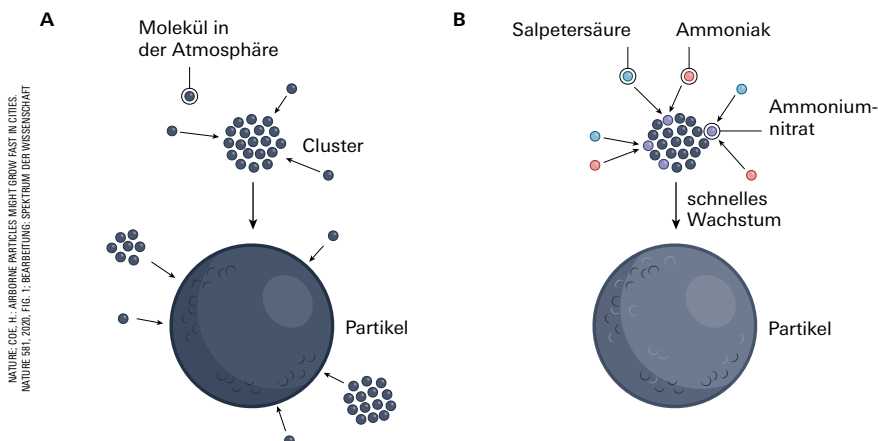 A
Molekül in
der Atmosphäre
Cluster
Partikel
B
Salpetersäure
Ammoniak
Ammonium-
nitrat
schnelles
Wachstum
Partikel
NATURE; COE, H.: AIRBORNE PARTICLES MIGHT GROW FAST IN CITIES.
NATURE 581, 2020, FIG. 1; BEARBEITUNG: SPEKTRUM DER WISSENSCHAFT